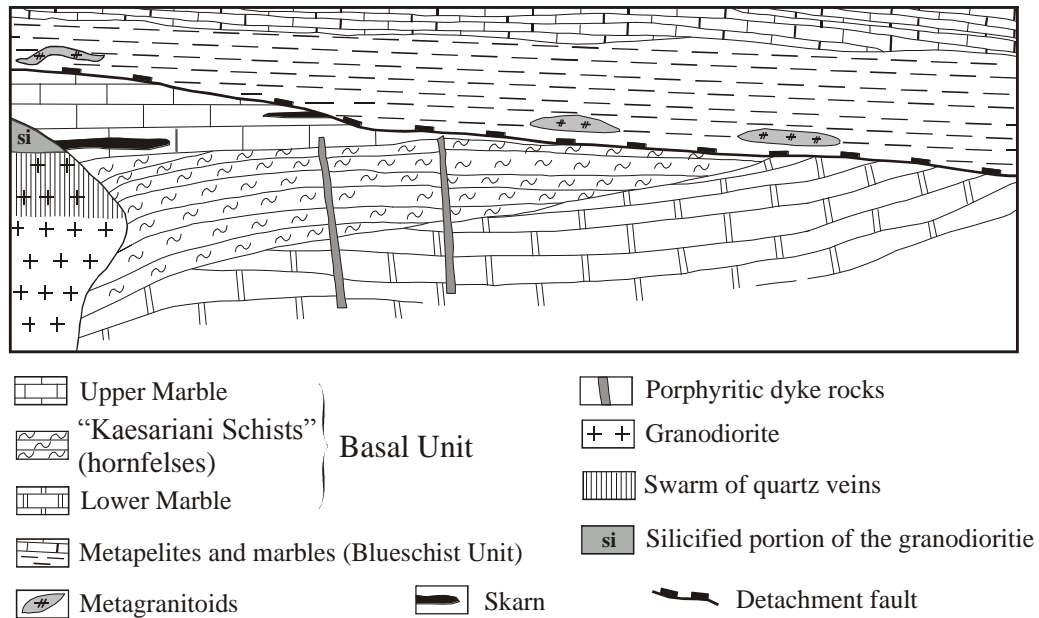 si
Upper Marble
“Kaesariani Schists”
(hornfelses)
Lower Marble
Basal Unit
Metapelites and marbles (Blueschist Unit)
Metagranitoids
Skarn
Porphyritic dyke rocks
Granodiorite
Swarm of quartz veins
si
Silicified portion of the granodioritie
Detachment fault